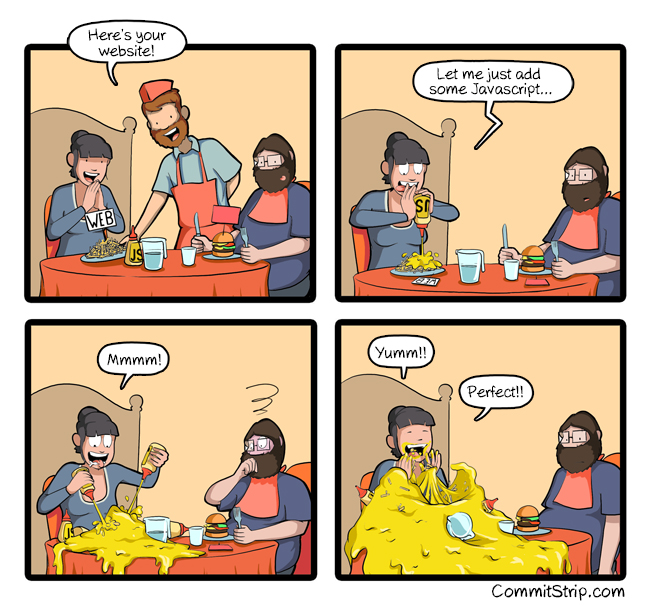 Here's your
website!
WEB
JS
Let me just add
some Javascript...
JS
Mmmm!
Yumm!!
Perfect!!
CommitStrip.com